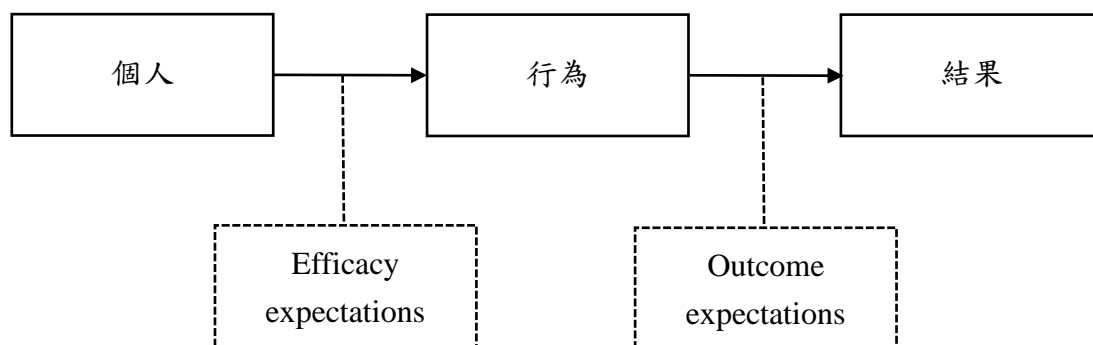 個人
行為
結果
Efficacy
expectations
Outcome
expectations